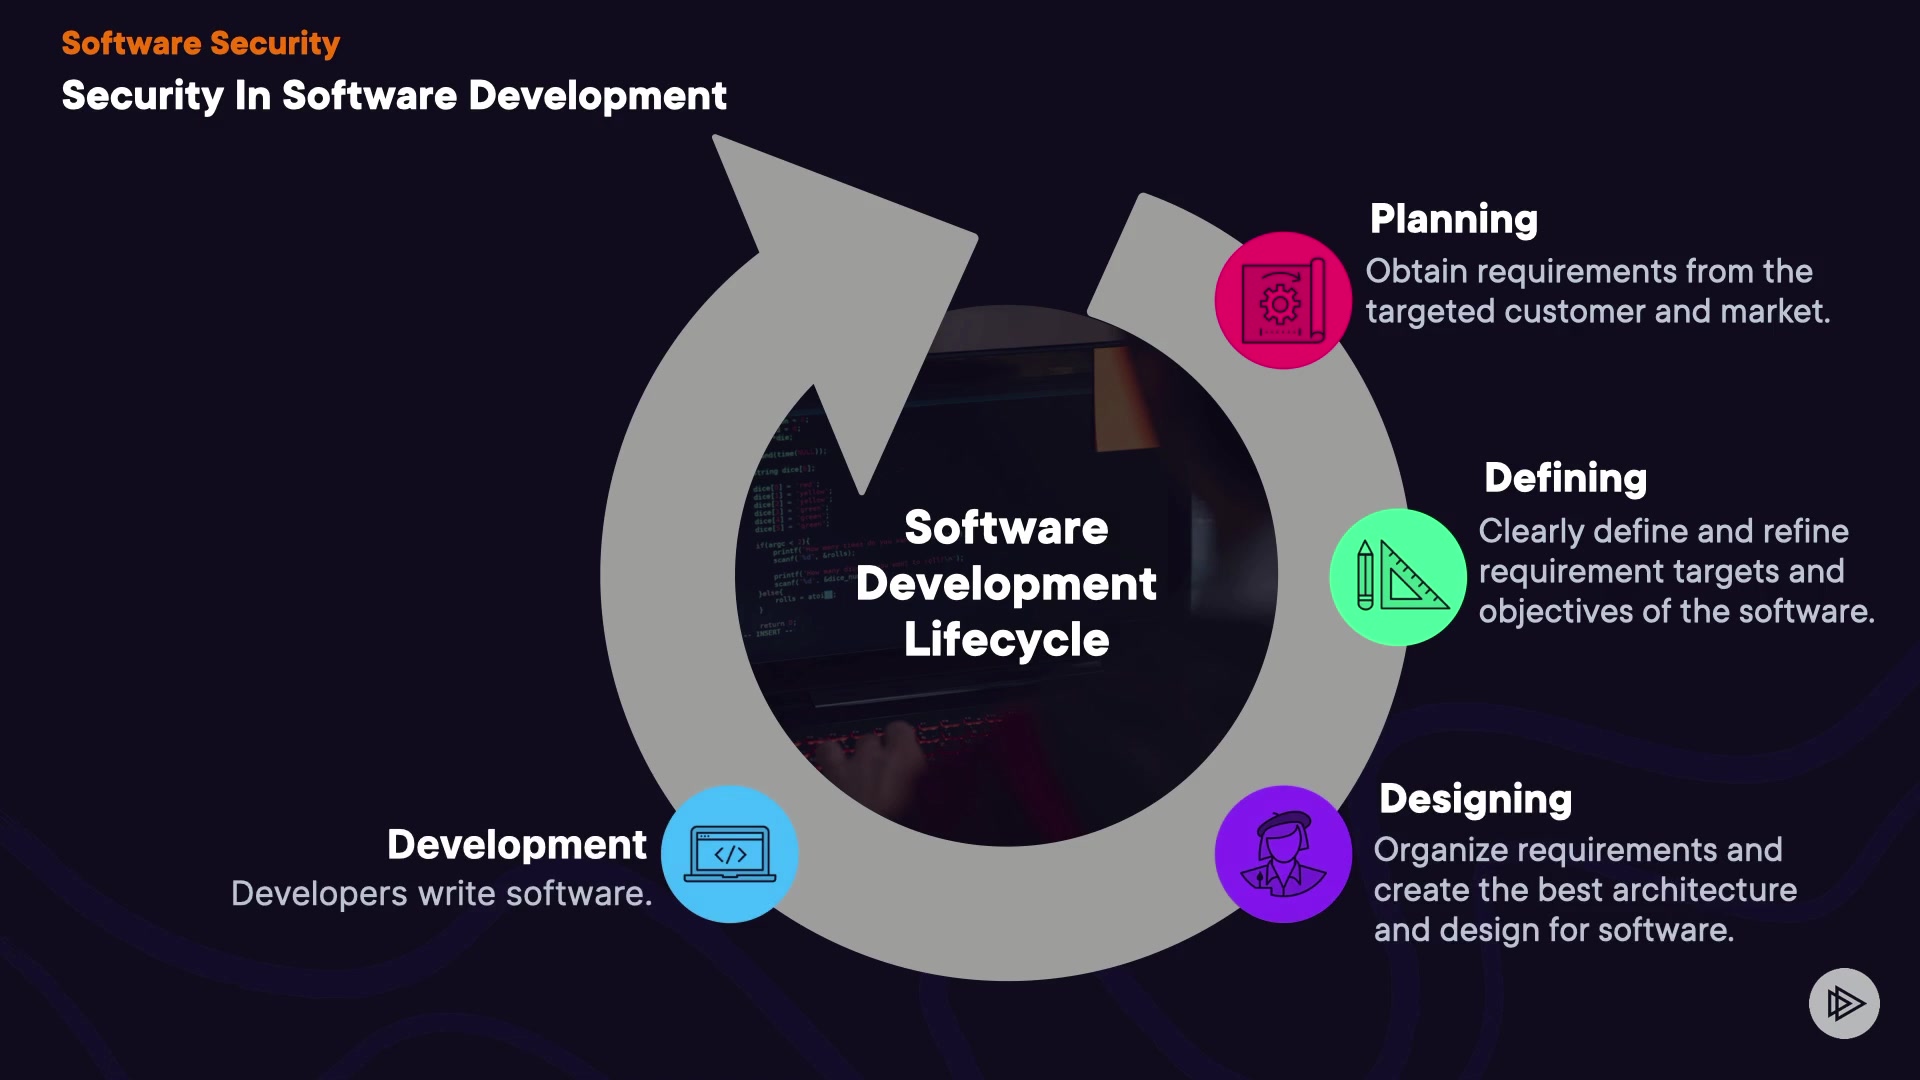 Software Security
Security In Software Development
Planning
Obtain requirements from the
targeted customer and market.
Defining
Clearly define and refine
requirement targets and
objectives of the software.
Software
Development
Lifecycle
Designing
Organize requirements and
create the best architecture
and design for software.
Development
Developers write software.